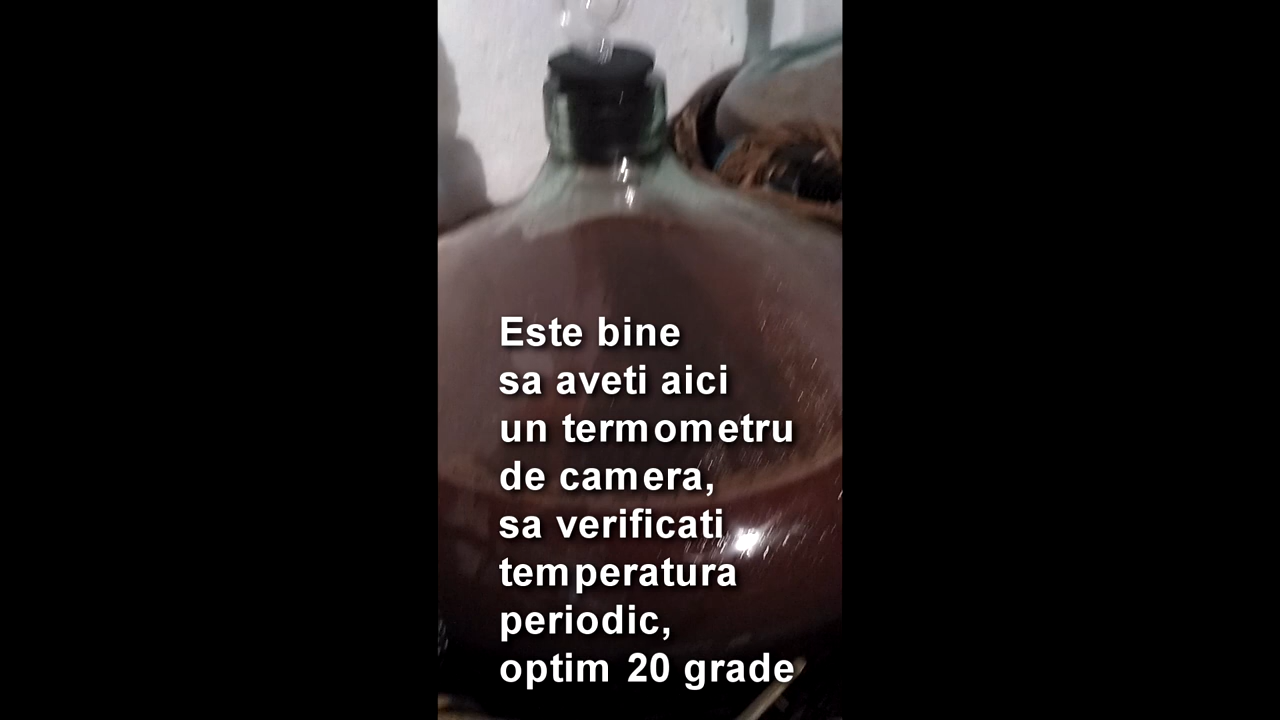 Este bine
sa aveti aici
un termometru
de camera,
sa verificati
temperatura
periodic,
optim 20 grade